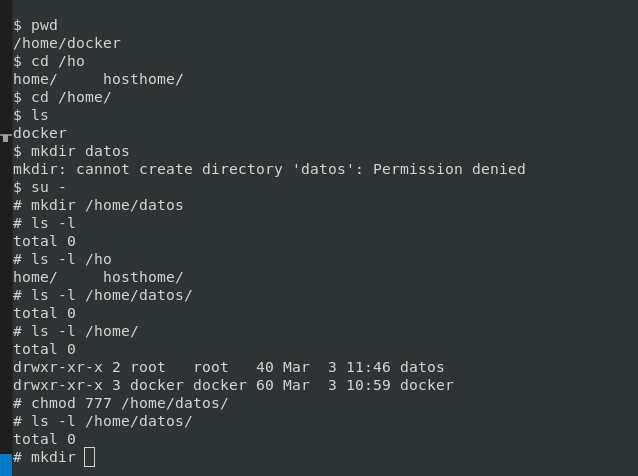 $ pwd
/home/docker
$ cd /ho
home/     hosthome/
$ cd /home/
$ ls
docker
$ mkdir datos
mkdir: cannot create directory 'datos': Permission denied
$ su -
# mkdir /home/datos
# ls -l
total 0
# ls -l /ho
home/     hosthome/
# ls -l /home/datos/
total 0
# ls -l /home/
total 0
drwxr-xr-x 2 root   root   40 Mar  3 11:46 datos
drwxr-xr-x 3 docker docker 60 Mar  3 10:59 docker
# chmod 777 /home/datos/
# ls -l /home/datos/
total 0
# mkdir